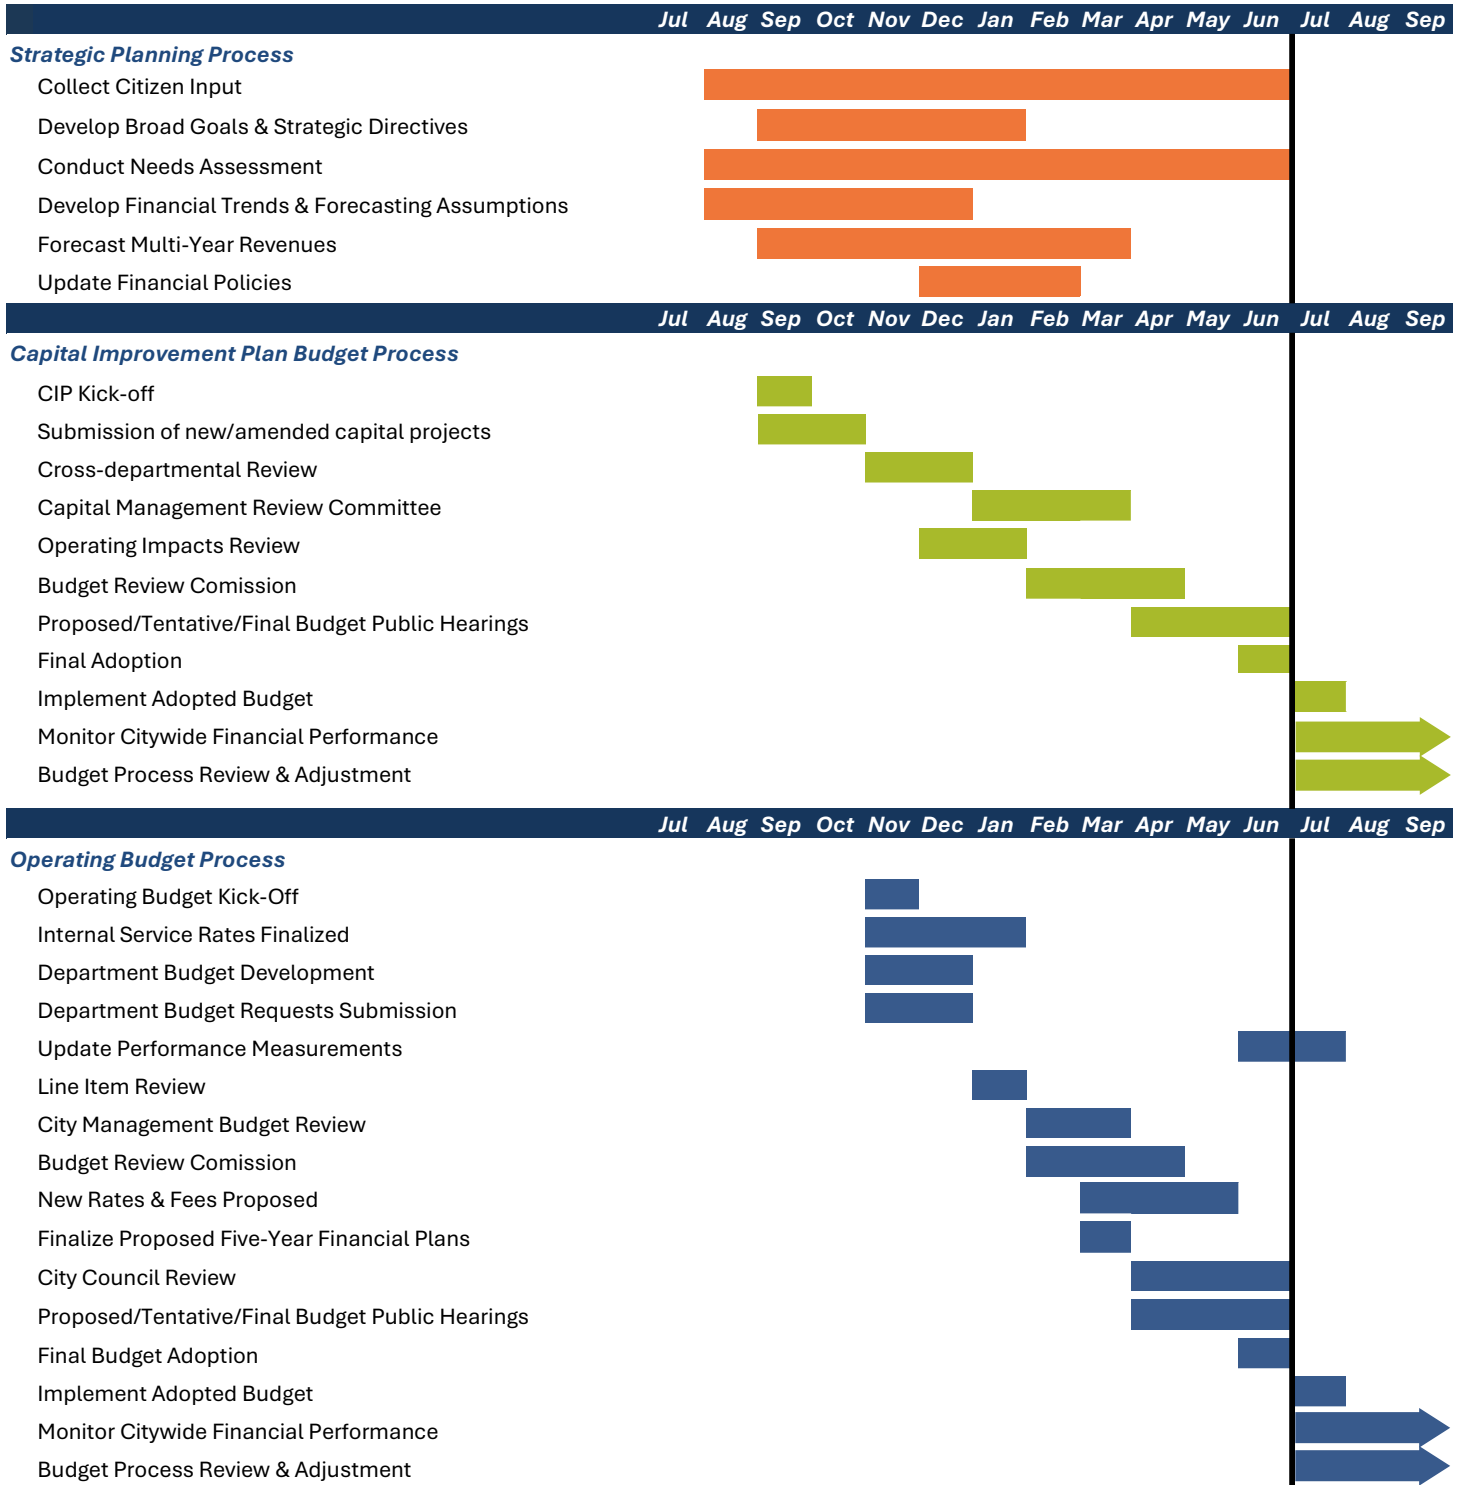 Jul Aug Sep Oct Nov Dec Jan Feb Mar Apr May Jun Jul Aug Sep
Strategic Planning Process
Collect Citizen Input
Develop Broad Goals & Strategic Directives
Conduct Needs Assessment
Develop Financial Trends & Forecasting Assumptions
Forecast Multi-Year Revenues
Update Financial Policies
Jul Aug Sep Oct Nov Dec Jan Feb Mar Apr May Jun Jul Aug Sep
Capital Improvement Plan Budget Process
CIP Kick-off
Submission of new/amended capital projects
Cross-departmental Review
Capital Management Review Committee
Operating Impacts Review
Budget Review Comission
Proposed/Tentative/Final Budget Public Hearings
Final Adoption
Implement Adopted Budget
Monitor Citywide Financial Performance
Budget Process Review & Adjustment
Jul Aug Sep Oct Nov Dec Jan Feb Mar Apr May Jun Jul Aug Sep
Operating Budget Process
Operating Budget Kick-Off
Internal Service Rates Finalized
Department Budget Development
Department Budget Requests Submission
Update Performance Measurements
Line Item Review
City Management Budget Review
Budget Review Comission
New Rates & Fees Proposed
Finalize Proposed Five-Year Financial Plans
City Council Review
Proposed/Tentative/Final Budget Public Hearings
Final Budget Adoption
Implement Adopted Budget
Monitor Citywide Financial Performance
Budget Process Review & Adjustment